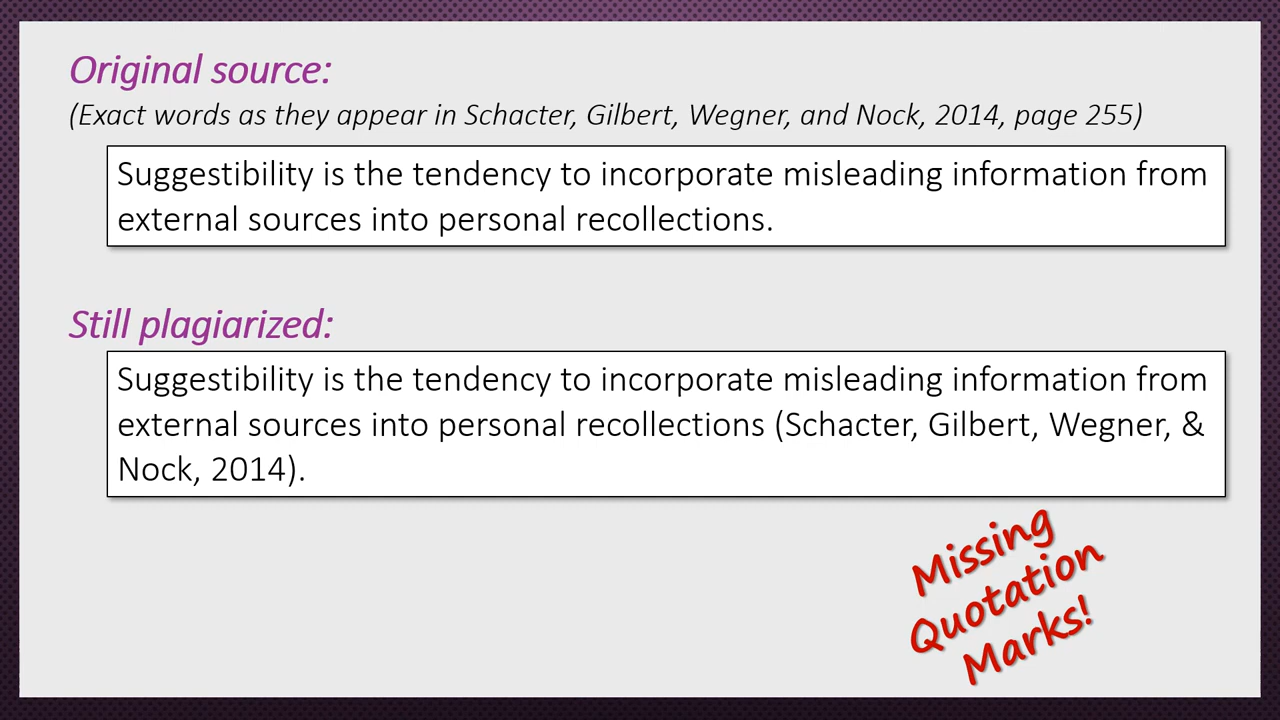 Original source:
(Exact words as they appear in Schacter, Gilbert, Wegner, and Nock, 2014, page 255)
Suggestibility is the tendency to incorporate misleading information from
external sources into personal recollections.
Still plagiarized:
Suggestibility is the tendency to incorporate misleading information from
external sources into personal recollections (Schacter, Gilbert, Wegner, &
Nock, 2014).
Missing
Quotation
Marks!